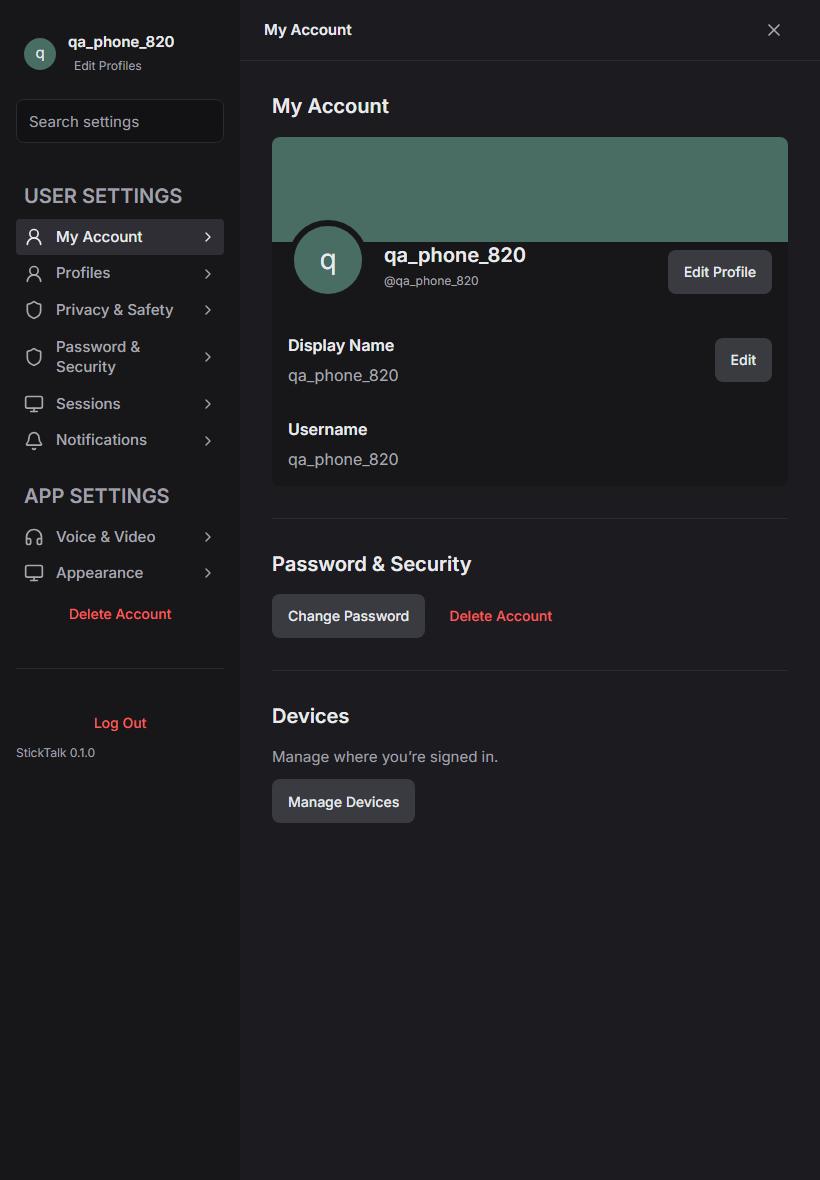 q
qa_phone_820
Edit Profiles
Search settings
USER SETTINGS
My Account
Profiles
Privacy & Safety
Password &
Security
Sessions
Notifications
APP SETTINGS
Voice & Video
Appearance
Delete Account
Log Out
StickTalk 0.1.0
My Account
My Account
q
qa_phone_820
@qa_phone_820
Edit Profile
Display Name
qa_phone_820
Edit
Username
qa_phone_820
Password & Security
Change Password
Delete Account
Devices
Manage where you’re signed in.
Manage Devices